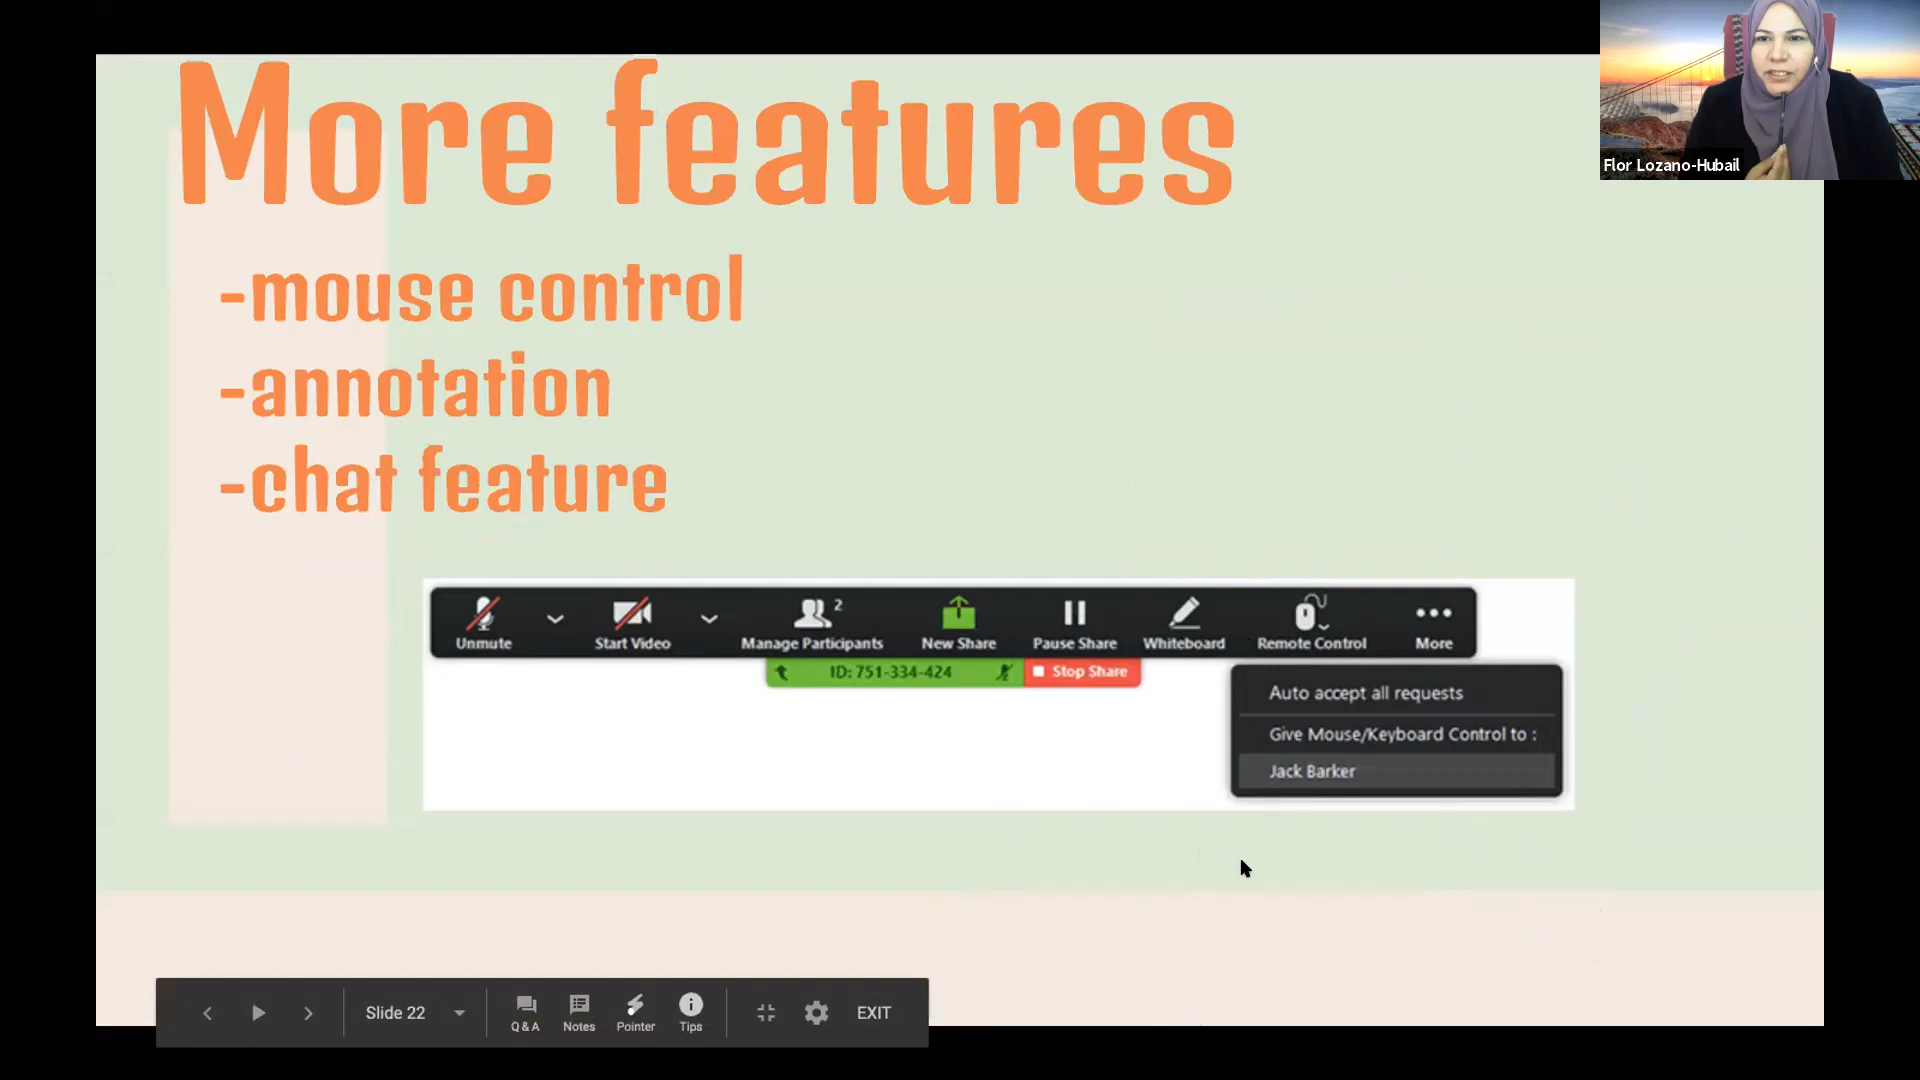 More features
Flor Lozano-Hubail
-mouse control
-annotation
-chat feature
2
Unmute Start Video Manage Participants New Share Pause Share Whiteboard Remote Control More
ID: 751-334-424 Stop Share
Auto accept all requests
Give Mouse/Keyboard Control to :
Jack Barker
Slide 22 Q & A Notes Pointer Tips EXIT